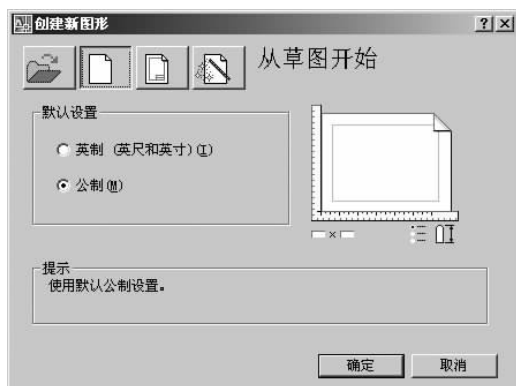 创建新图形
从草图开始
默认设置
英制 (英尺和英寸)(I)
公制(M)
提示
使用默认公制设置。
确定
取消